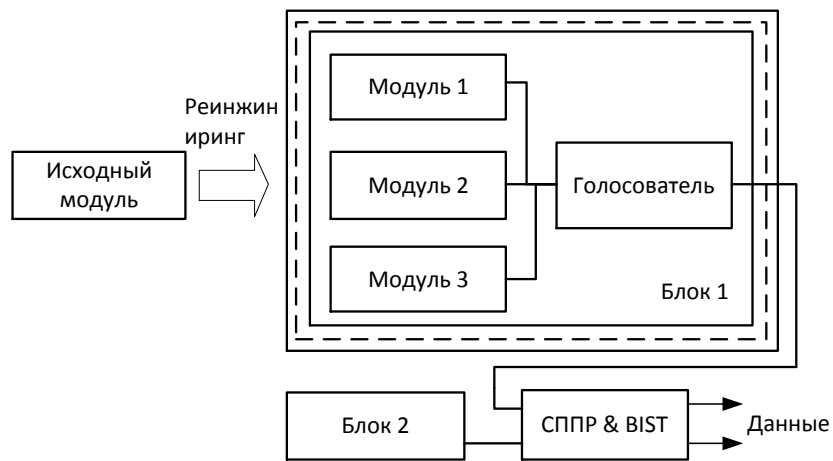 Исходный
модуль
Реинжин
иринг
Модуль 1
Модуль 2
Модуль 3
Голосователь
Блок 1
Блок 2
СППР & BIST
Данные